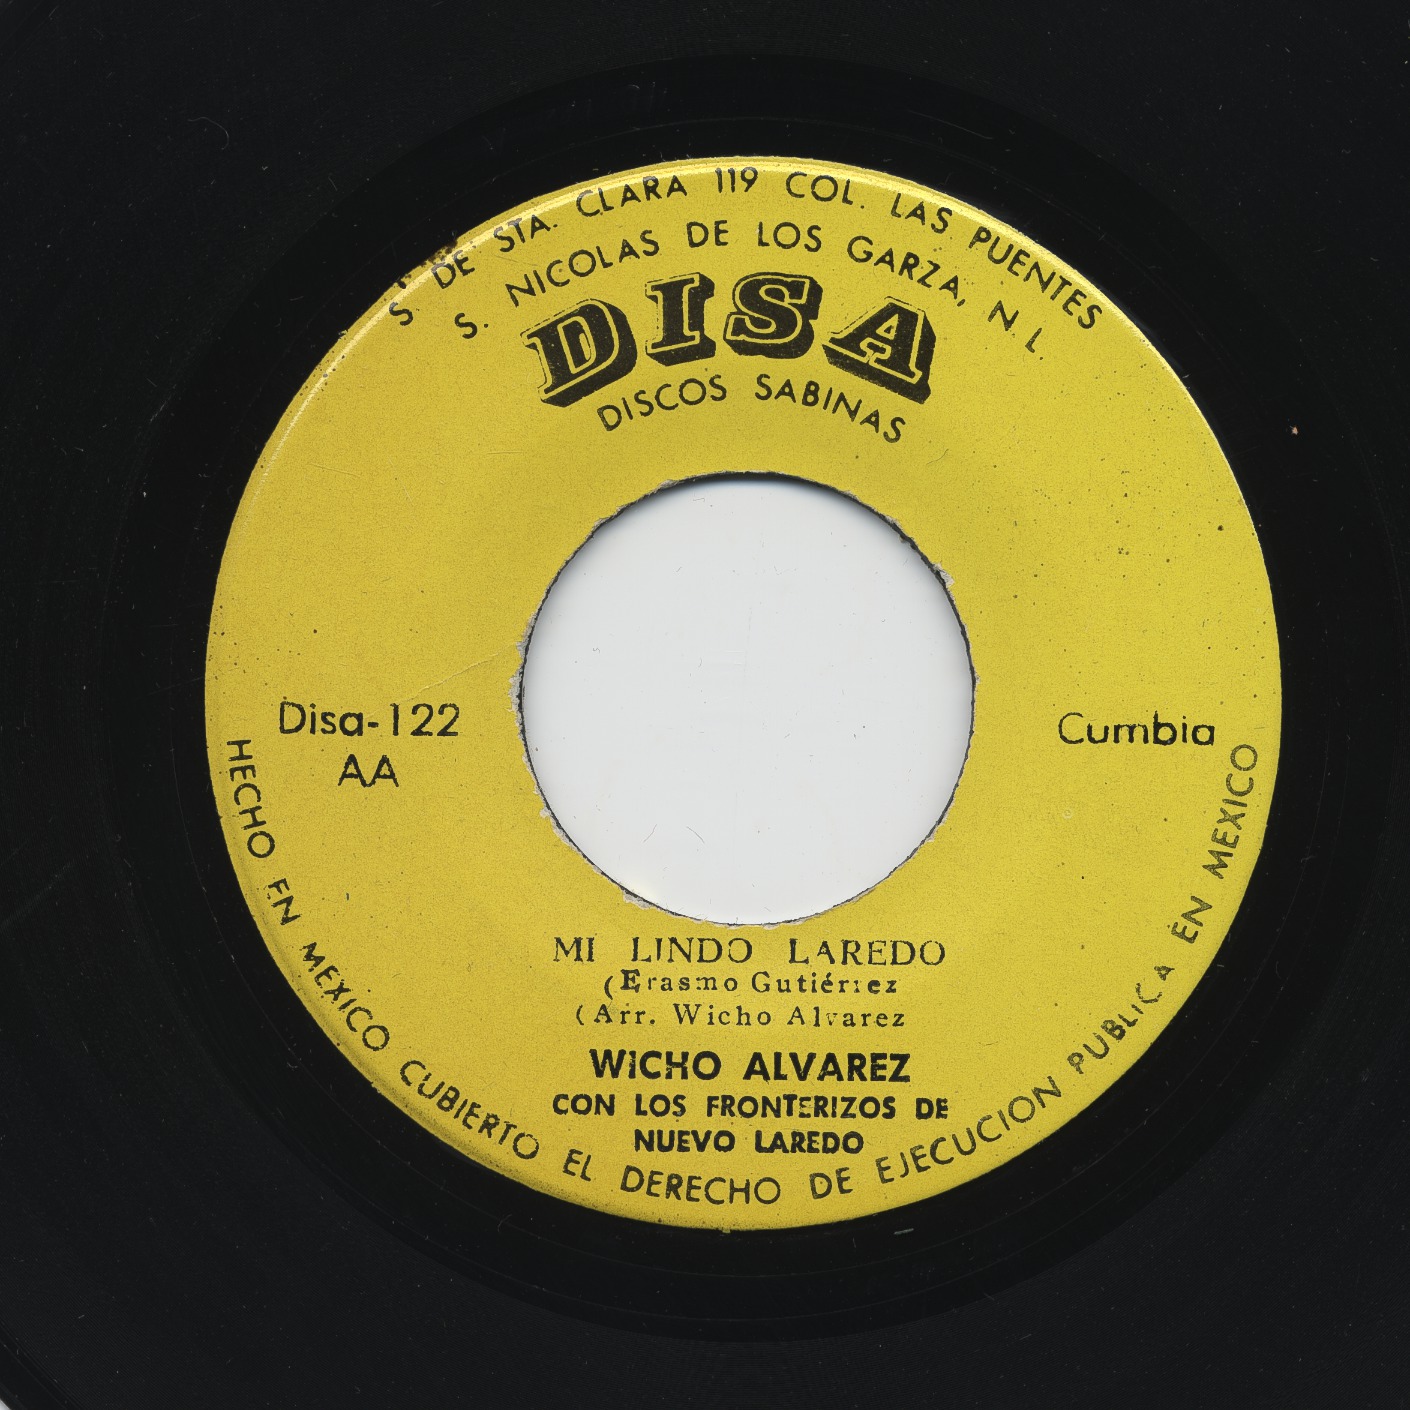 S. DE STA. CLARA 119 COL. LAS PUENTES
S. NICOLAS DE LOS GARZA, N. L.
DISA
DISCOS SABINAS
Disa-122
AA
Cumbia
MI LINDO LAREDO
(Erasmo Gutiérrez
(Arr. Wicho Alvarez
WICHO ALVAREZ
CON LOS FRONTERIZOS DE
NUEVO LAREDO
HECHO EN MEXICO CUBIERTO EL DERECHO DE EJECUCION PUBLICA EN MEXICO